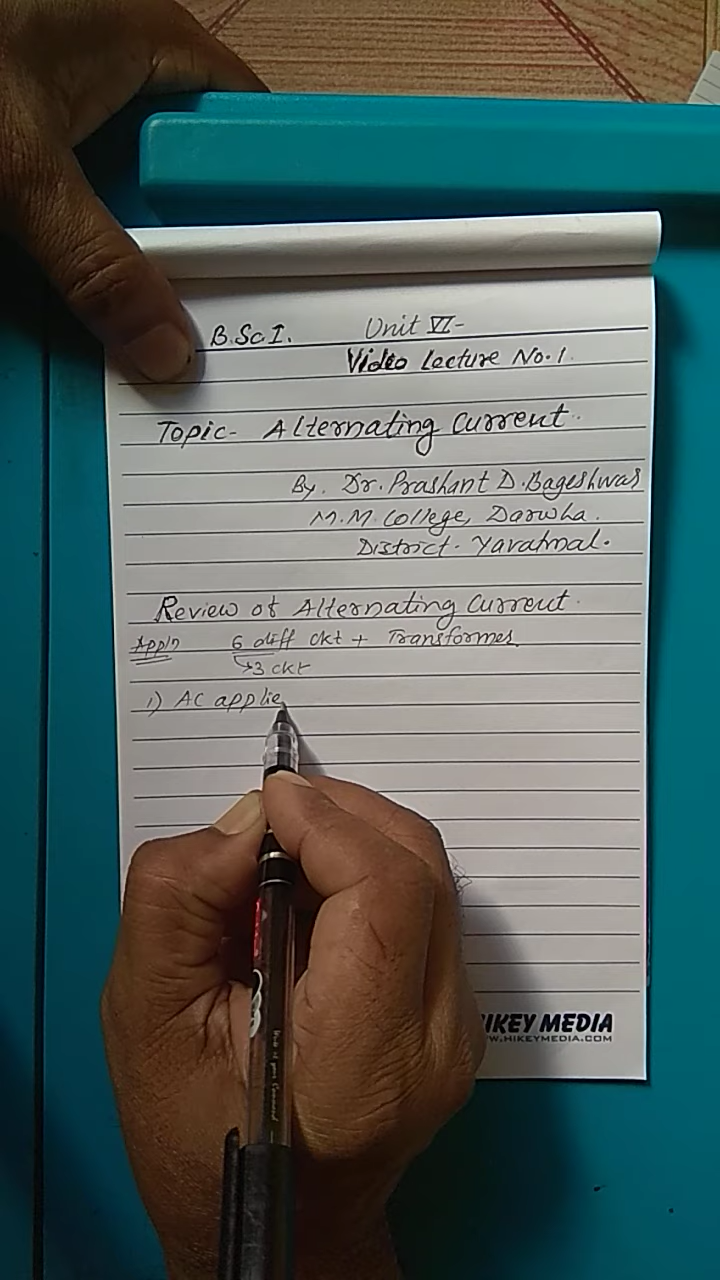 B.Sc.I. Unit VI-
Video Lecture No.1.
Topic- Alternating Current.
By. Dr. Prashant D. Bageshwar
M.M. College, Darwha.
District. Yavatmal.
Review of Alternating Current.
Appln 6 diff ckt + Transformer.
↳3 ckt
1) AC applie
HIKEY MEDIA
WWW.HIKEYMEDIA.COM